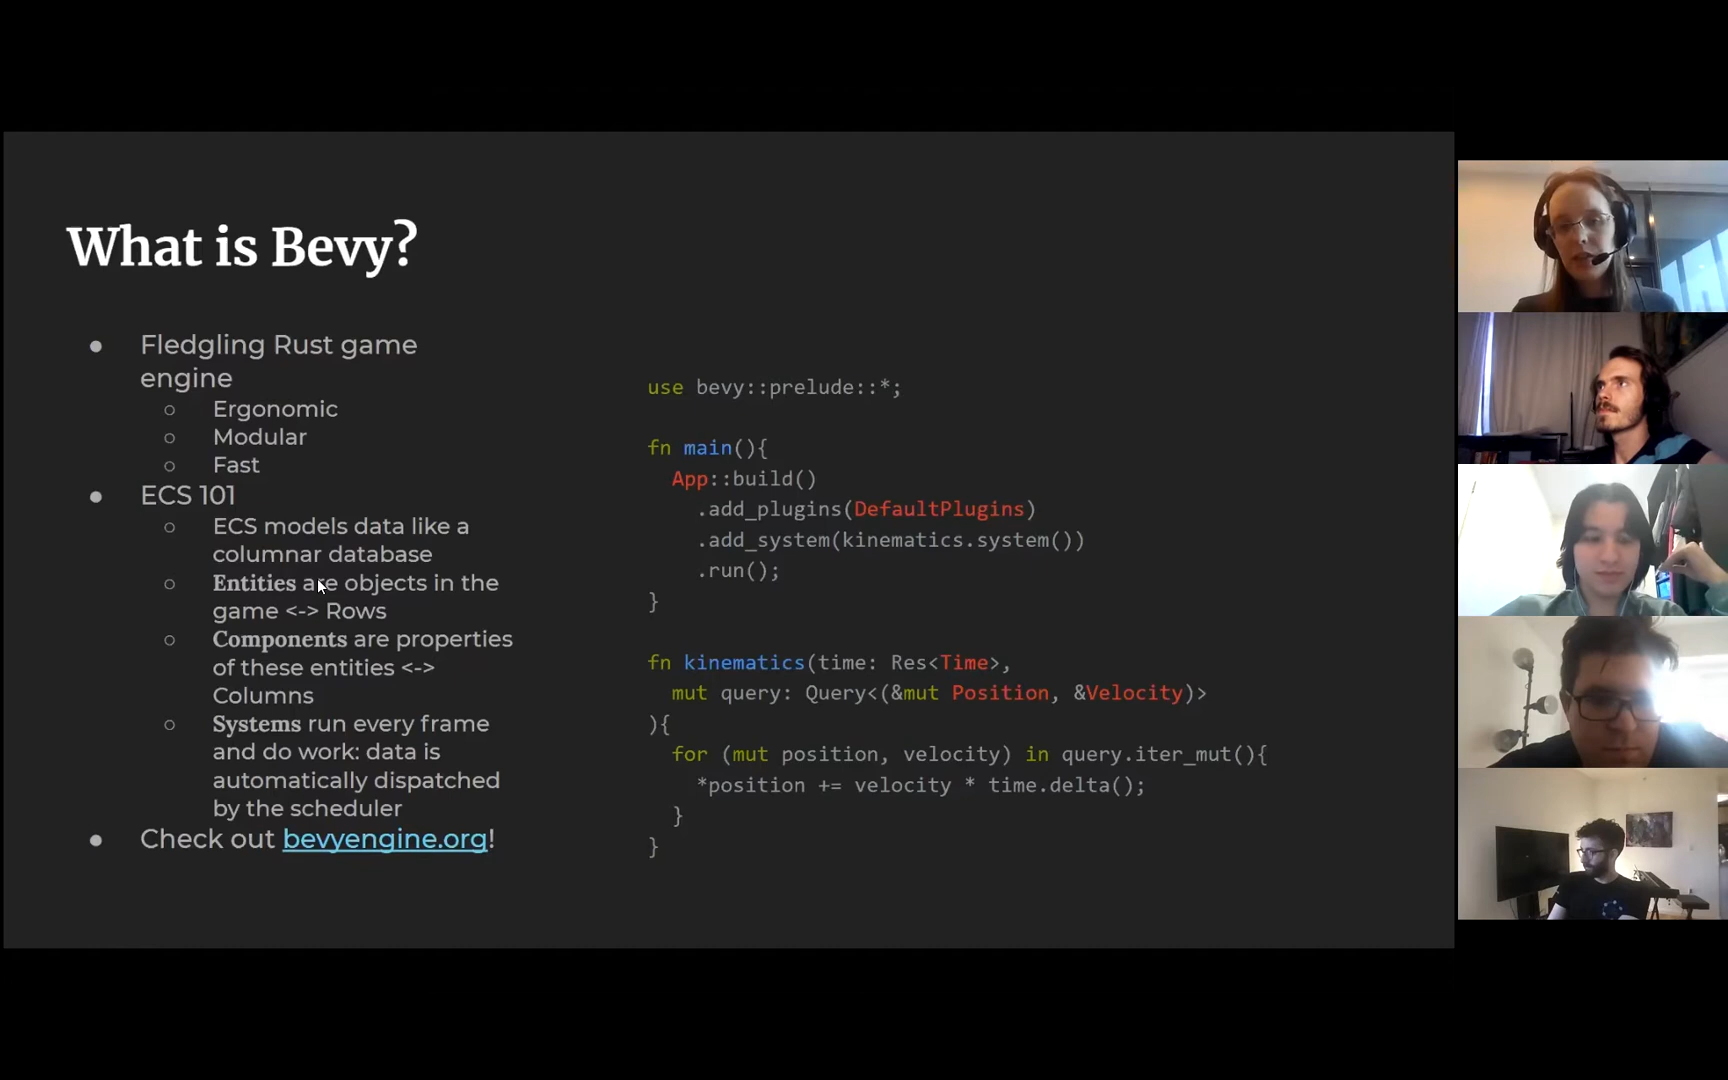 What is Bevy?
● Fledgling Rust game
engine
○ Ergonomic
○ Modular
○ Fast
● ECS 101
○ ECS models data like a
columnar database
○ Entities are objects in the
game <-> Rows
○ Components are properties
of these entities <->
Columns
○ Systems run every frame
and do work: data is
automatically dispatched
by the scheduler
● Check out bevyengine.org!
use bevy::prelude::*;
fn main(){
App::build()
.add_plugins(DefaultPlugins)
.add_system(kinematics.system())
.run();
}
fn kinematics(time: Res<Time>,
mut query: Query<(&mut Position, &Velocity)>
){
for (mut position, velocity) in query.iter_mut(){
*position += velocity * time.delta();
}
}